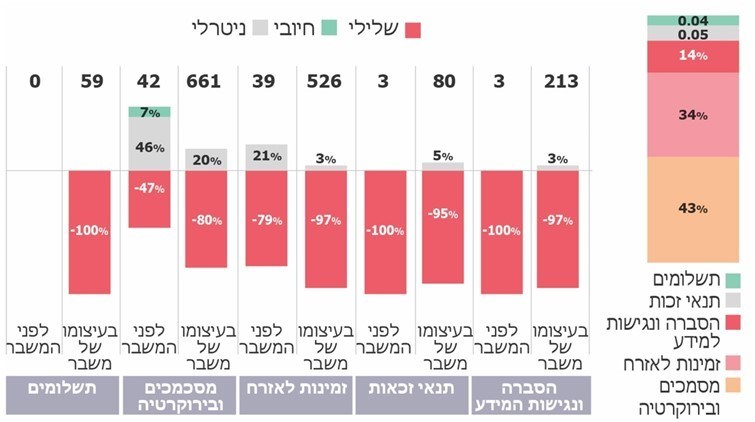 שלילי חיובי ניטרלי
0.04
0.05
14%
34%
43%
תשלומים
תנאי זכות
הסברה ונגישות
למידע
זמינות לאזרח
מסמכים
ובירוקרטיה
213 3 80 3 526 39 661 42 59 0
7%
46% 20% 21% 3% 5% 3%
-100% -47% -80% -79% -97% -100% -95% -100% -97%
בעיצומו של משבר
לפני המשבר
בעיצומו של משבר
לפני המשבר
בעיצומו של משבר
לפני המשבר
בעיצומו של משבר
לפני המשבר
בעיצומו של משבר
לפני המשבר
הסברה
ונגישות המידע
תנאי זכאות
זמינות לאזרח
מסכמכים
ובירוקרטיה
תשלומים